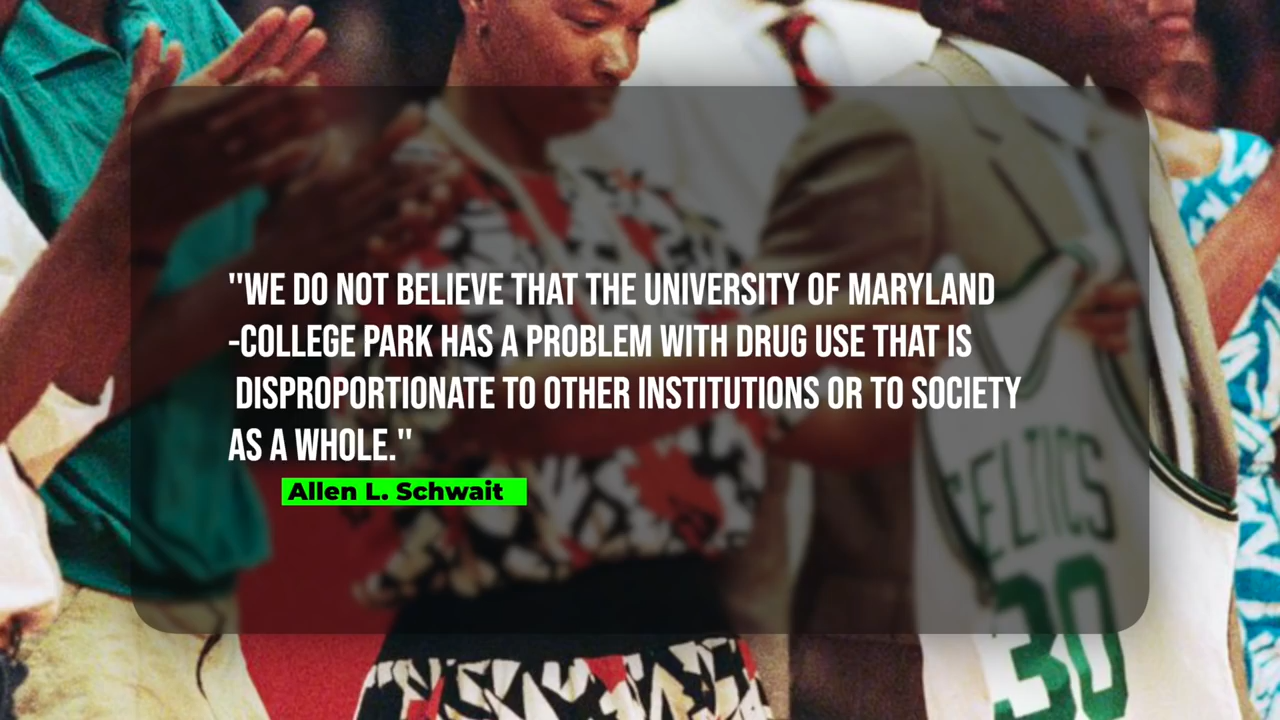 "WE DO NOT BELIEVE THAT THE UNIVERSITY OF MARYLAND
-COLLEGE PARK HAS A PROBLEM WITH DRUG USE THAT IS
DISPROPORTIONATE TO OTHER INSTITUTIONS OR TO SOCIETY
AS A WHOLE."
Allen L. Schwait
CELTICS
30